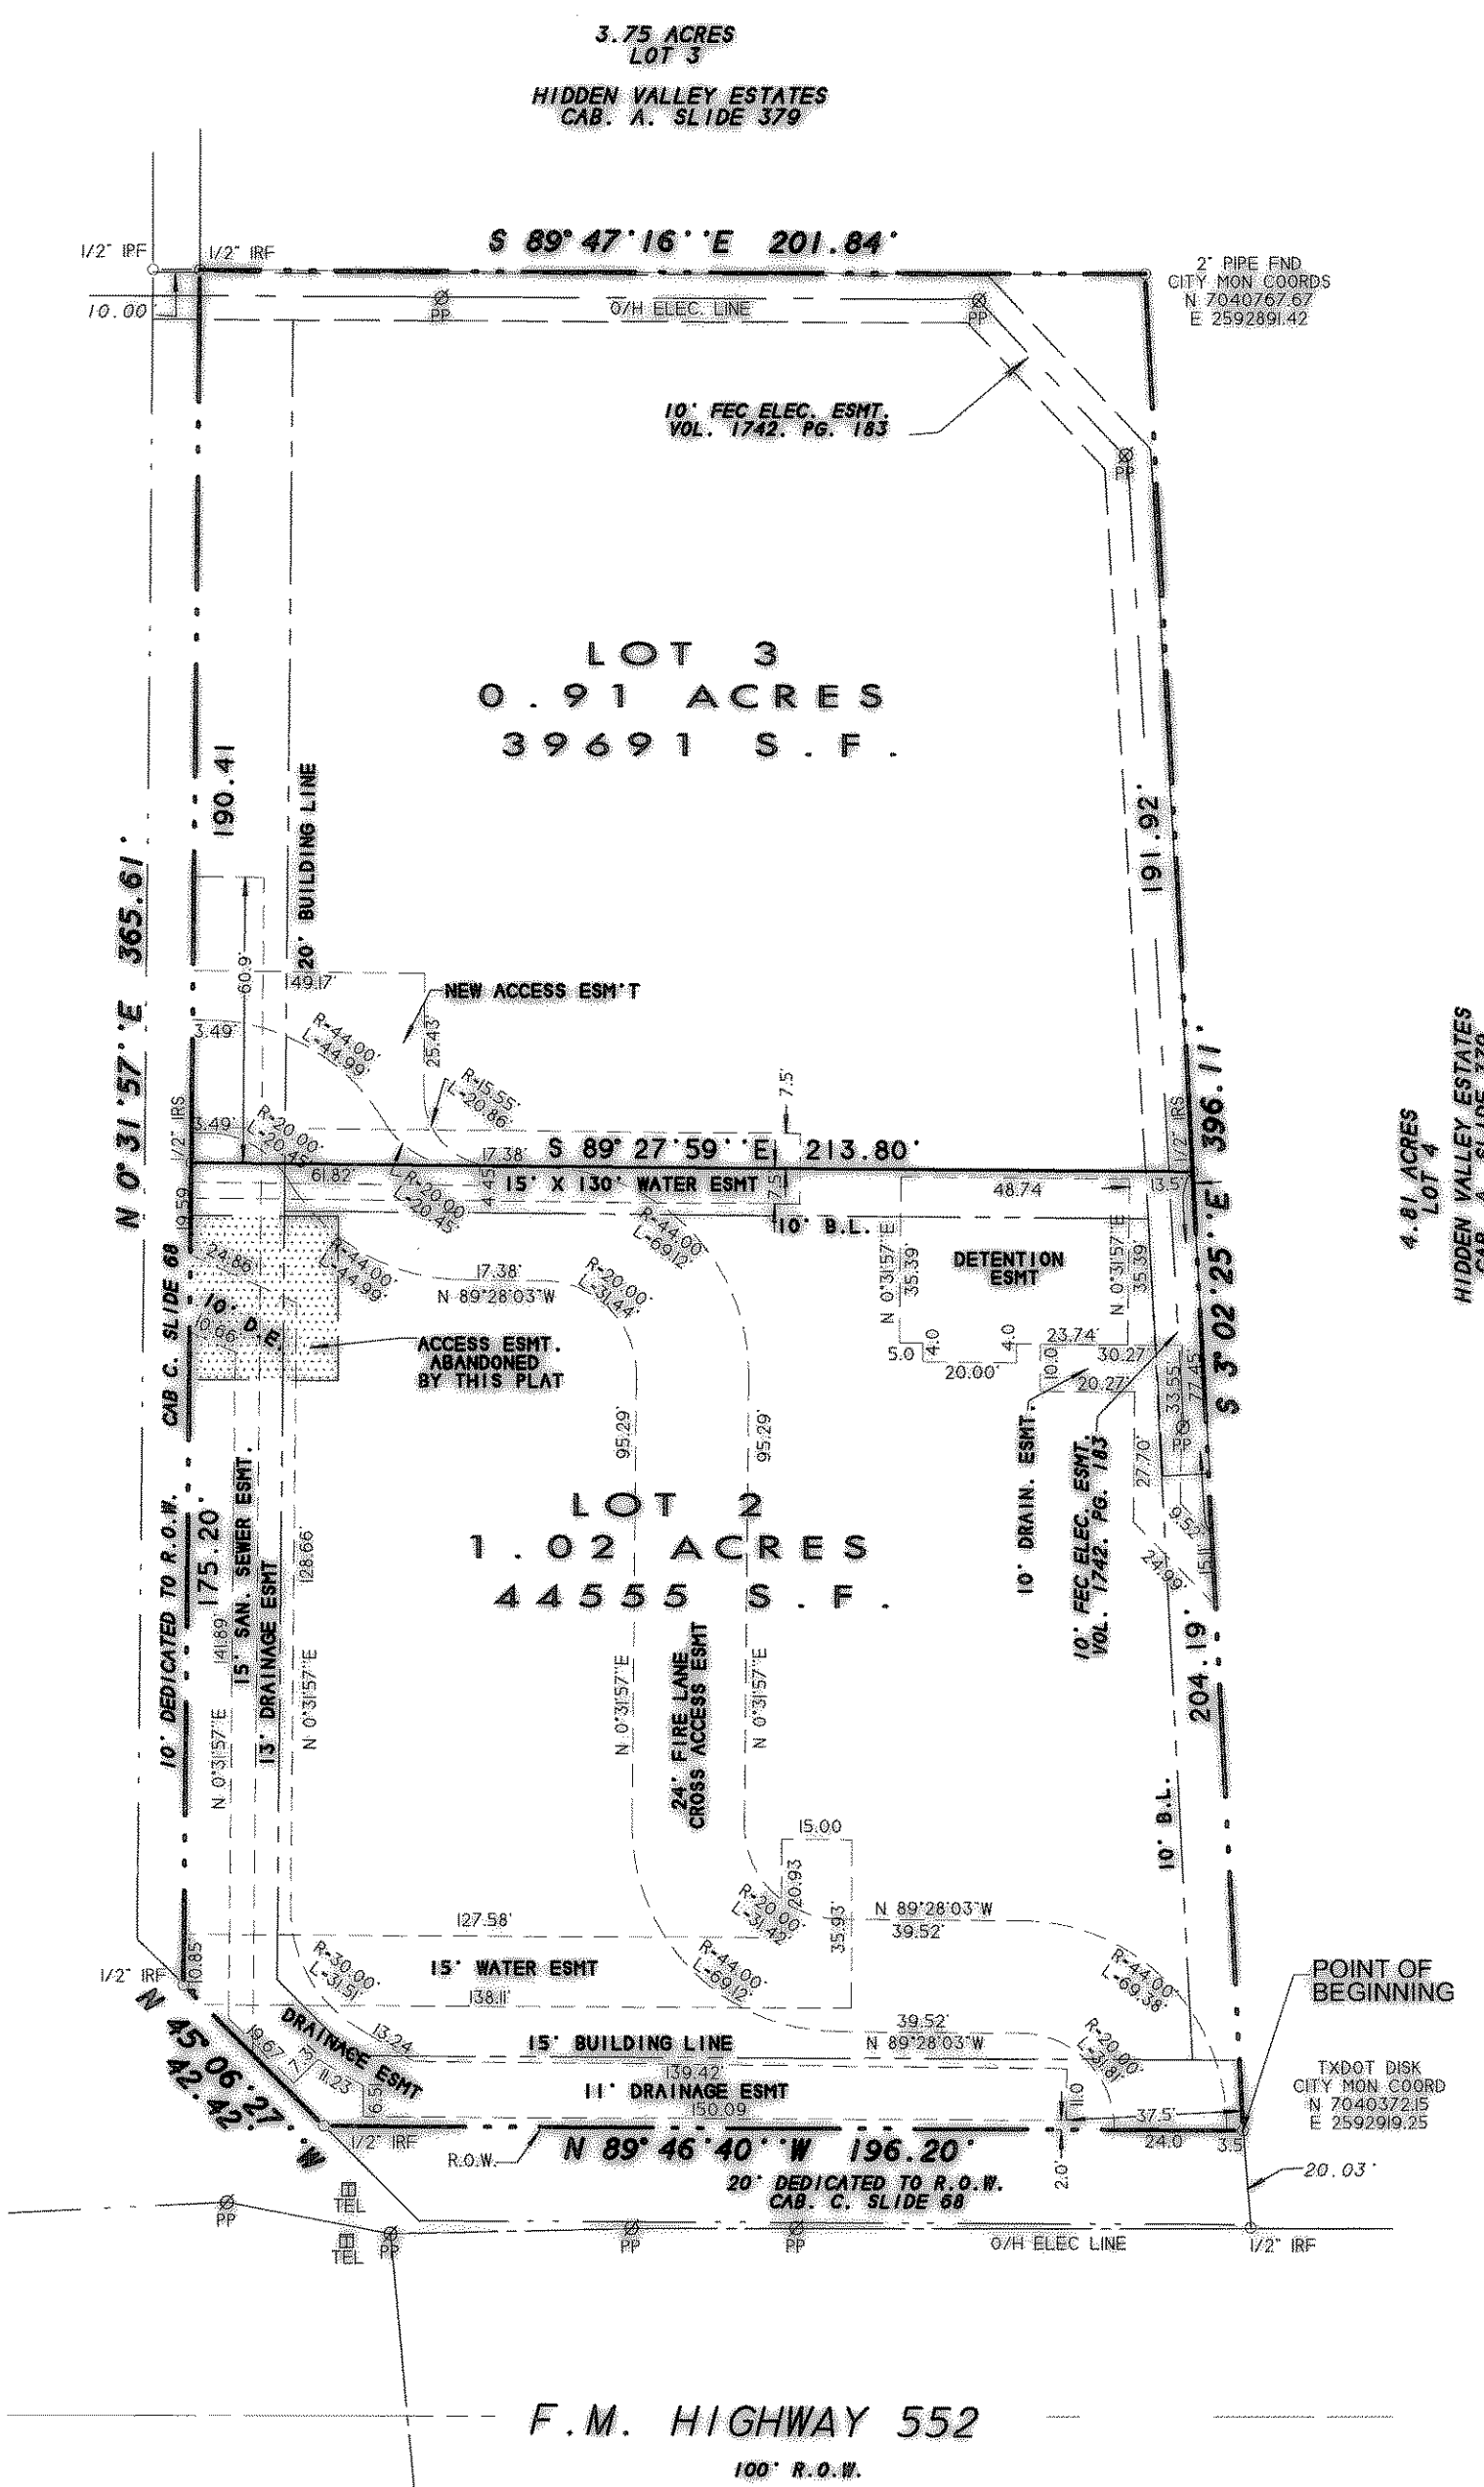 3.75 ACRES
LOT 3
HIDDEN VALLEY ESTATES
CAB. A. SLIDE 379
S 89°47'16''E 201.84'
1/2" IPF
1/2" IRF
2" PIPE FND
CITY MON COORDS
N 7040767.67
E 2592891.42
10.00'
PP
O/H ELEC. LINE
PP
10' FEC ELEC. ESMT.
VOL. 1742. PG. 183
PP
LOT 3
0.91 ACRES
39691 S.F.
190.41
20' BUILDING LINE
191.92'
N 0°31'57''E 365.61'
60.9'
49.17'
NEW ACCESS ESM'T
3.49'
R=44.00'
L=44.99'
25.43'
R=15.55'
L=20.86'
7.5'
1/2" IRS
3.49'
R=20.00'
L=20.45'
17.38'
S 89°27'59''E 213.80'
1/2" IRS
S 3°02'25''E 396.11'
4.81 ACRES
LOT 4
HIDDEN VALLEY ESTATES
61.82'
R=20.00'
L=20.45'
4.45'
15' X 130' WATER ESMT
7.5'
48.74
13.57
19.59
10' B.L.
R=44.00'
L=69.12'
N 0°31'57"E
35.39
DETENTION
ESMT
N 0°31'57"E
35.39
24.86
R=44.00'
L=44.99'
17.38'
N 89°28'03"W
R=20.00'
L=31.44'
10' D.E.
10.66
CAB C. SLIDE 68
ACCESS ESMT.
ABANDONED
BY THIS PLAT
5.0
4.0
20.00'
4.0
23.74'
10.0
30.27
20.27'
33.55
77.45
PP
95.29'
95.29'
10' DRAIN. ESMT.
10' FEC ELEC. ESMT.
VOL. 1742. PG. 183
27.70'
9.52'
24.99'
15.11
LOT 2
1.02 ACRES
44555 S.F.
10' DEDICATED TO R.O.W.
175.20'
15' SAN. SEWER ESMT.
141.89
N 0°31'57"E
13' DRAINAGE ESMT
128.66'
N 0°31'57"E
N 0°31'57"E
24' FIRE LANE
CROSS ACCESS ESMT
N 0°31'57"E
204.19'
10' B.L.
15.00
20.93
R=20.00'
L=31.42'
35.93'
N 89°28'03"W
39.52'
127.58'
15' WATER ESMT
138.11'
R=30.00'
L=31.51'
R=44.00'
L=69.12'
R=44.00'
L=69.38'
1/2" IRF
10.85'
POINT OF
BEGINNING
N 45°06'27''W
42.42'
19.67
7.23
DRAINAGE ESMT
11.23
13.24
6.51
15' BUILDING LINE
39.52'
N 89°28'03"W
R=20.00'
L=31.81'
139.42'
11' DRAINAGE ESMT
150.09
11.0
37.5'
TXDOT DISK
CITY MON COORD
N 7040372.15
E 2592919.25
1/2" IRF
R.O.W.
N 89°46'40''W 196.20'
2.0'
24.0
3.5
20.03'
20' DEDICATED TO R.O.W.
CAB. C. SLIDE 68
PP
TEL
TEL
PP
PP
PP
O/H ELEC LINE
1/2" IRF
F.M. HIGHWAY 552
100' R.O.W.